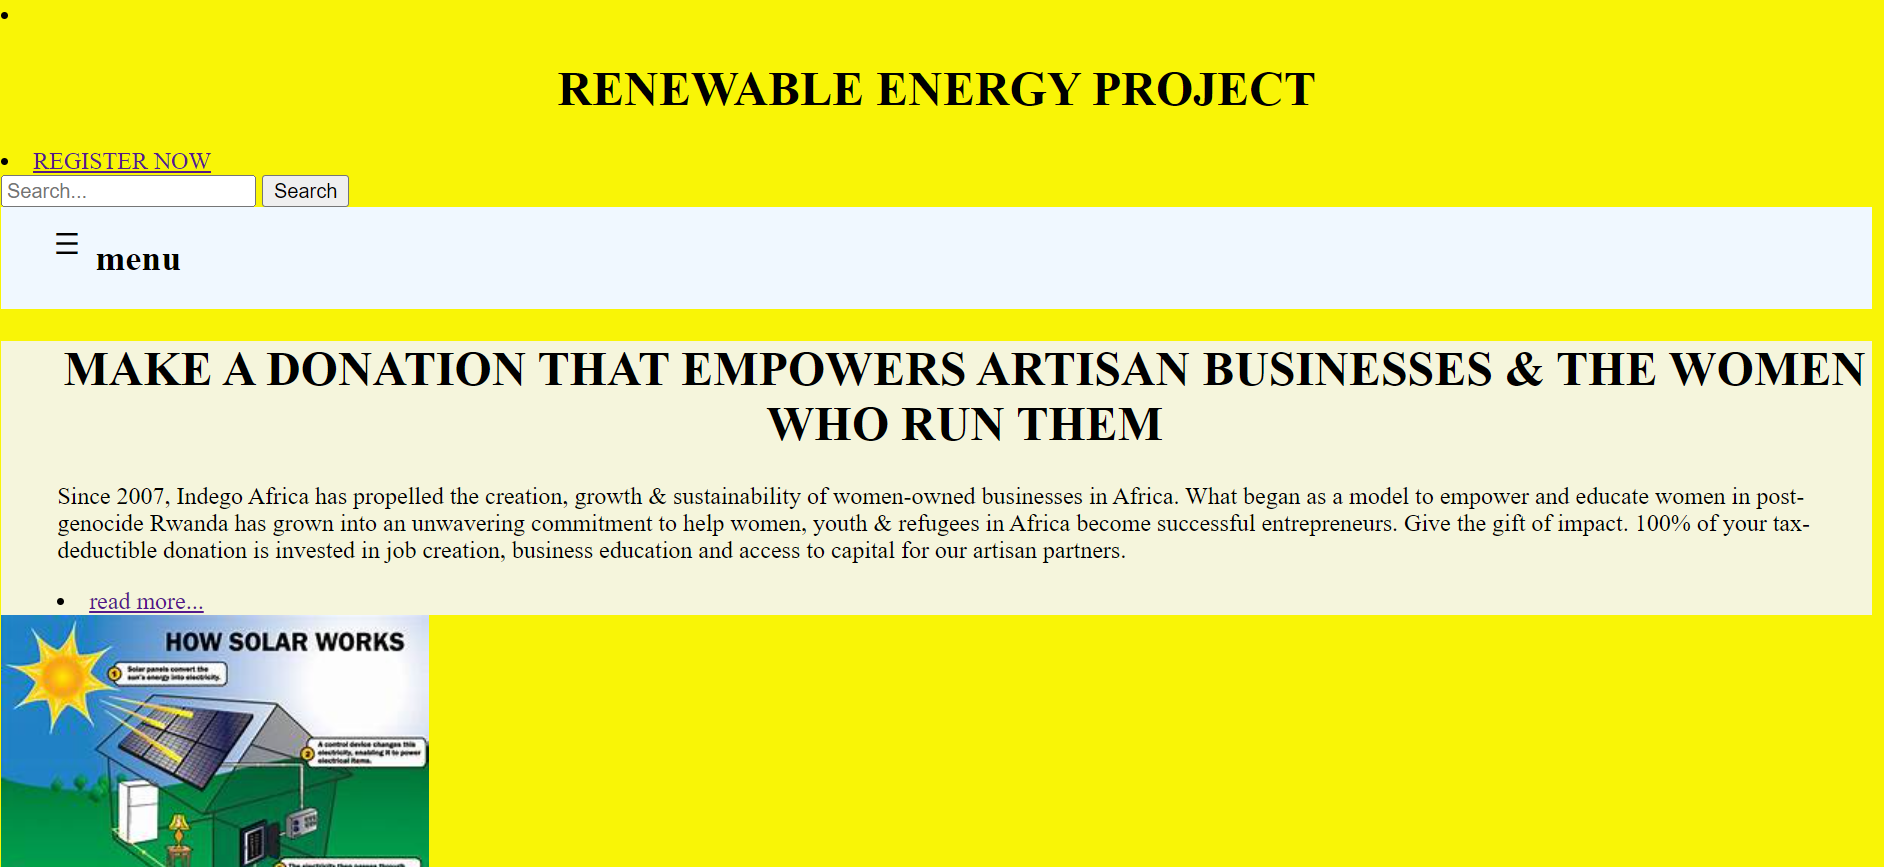 RENEWABLE ENERGY PROJECT
REGISTER NOW
Search... Search
☰ menu
MAKE A DONATION THAT EMPOWERS ARTISAN BUSINESSES & THE WOMEN
WHO RUN THEM
Since 2007, Indego Africa has propelled the creation, growth & sustainability of women-owned businesses in Africa. What began as a model to empower and educate women in post-
genocide Rwanda has grown into an unwavering commitment to help women, youth & refugees in Africa become successful entrepreneurs. Give the gift of impact. 100% of your tax-
deductible donation is invested in job creation, business education and access to capital for our artisan partners.
read more...
HOW SOLAR WORKS
1 Solar panels convert the
sun's energy into electricity.
2 A control device changes this
electricity, enabling it to power
electrical items.